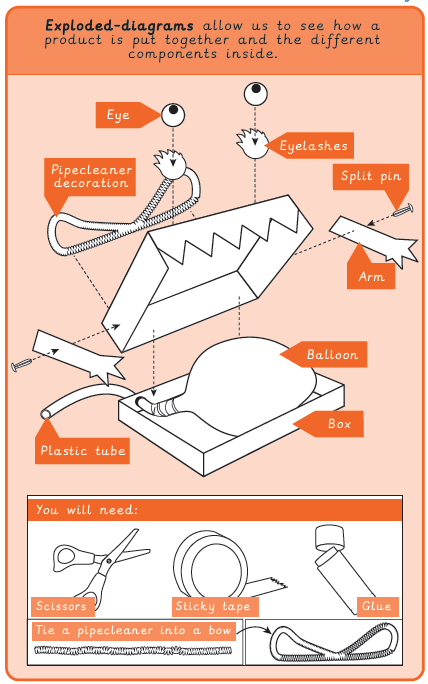 Exploded-diagrams allow us to see how a
product is put together and the different
components inside.
Eye
Eyelashes
Pipecleaner
decoration
Split pin
Arm
Balloon
Box
Plastic tube
You will need:
Scissors
Sticky tape
Glue
Tie a pipecleaner into a bow